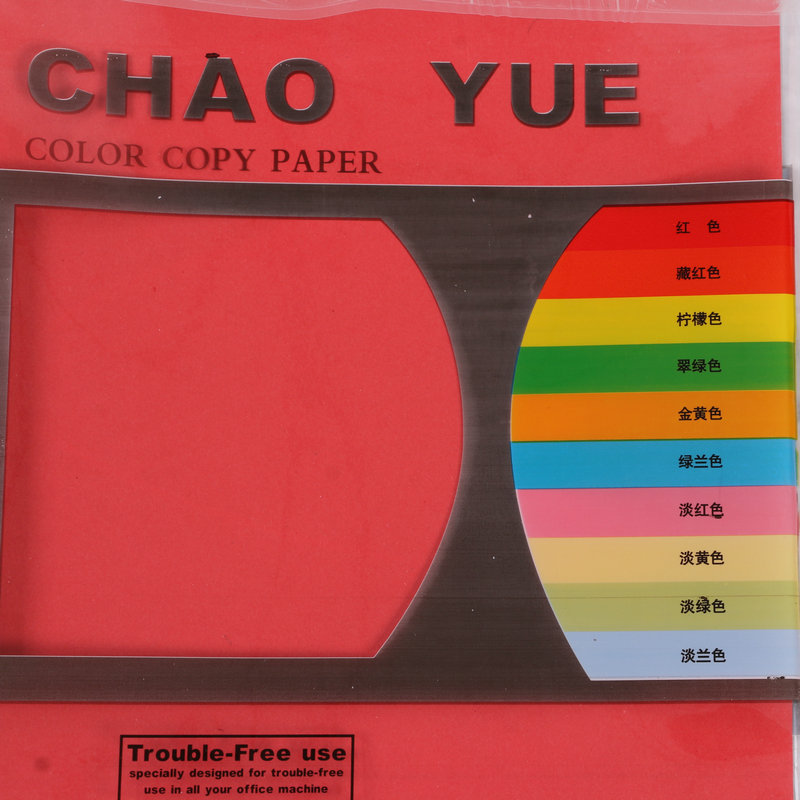 CHAO YUE
COLOR COPY PAPER
红 色
藏红色
柠檬色
翠绿色
金黄色
绿兰色
淡红色
淡黄色
淡绿色
淡兰色
Trouble-Free use
specially designed for trouble-free
use in all your office machine